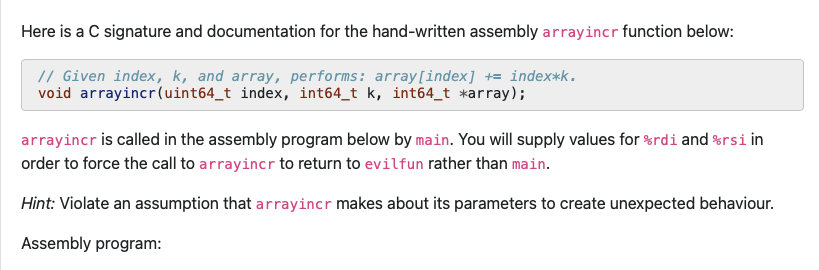 Here is a C signature and documentation for the hand-written assembly arrayincr function below:
// Given index, k, and array, performs: array[index] += index*k.
void arrayincr(uint64_t index, int64_t k, int64_t *array);
arrayincr is called in the assembly program below by main. You will supply values for %rdi and %rsi in
order to force the call to arrayincr to return to evilfun rather than main.
Hint: Violate an assumption that arrayincr makes about its parameters to create unexpected behaviour.
Assembly program: